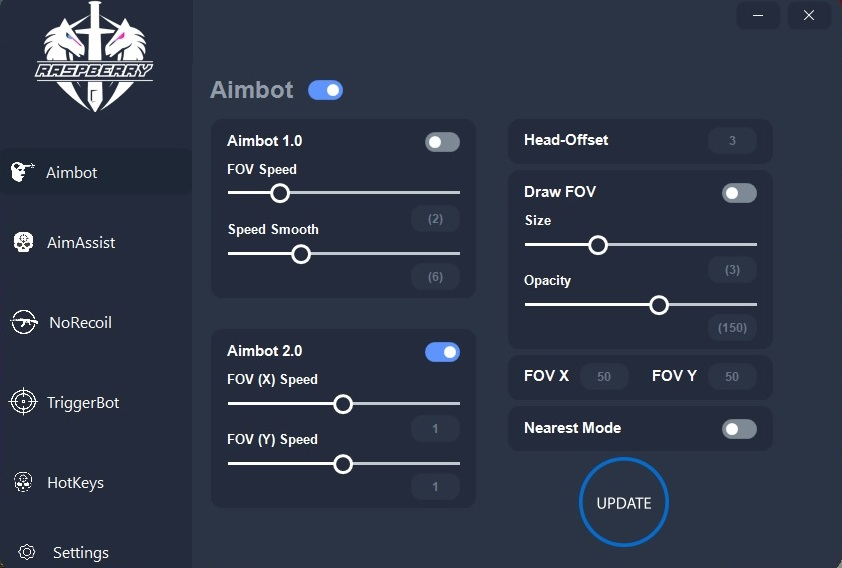 RASPBERRY
Aimbot
AimAssist
NoRecoil
TriggerBot
HotKeys
Settings
Aimbot
Aimbot 1.0
FOV Speed
(2)
Speed Smooth
(6)
Aimbot 2.0
FOV (X) Speed
1
FOV (Y) Speed
1
Head-Offset 3
Draw FOV
Size
(3)
Opacity
(150)
FOV X 50 FOV Y 50
Nearest Mode
UPDATE